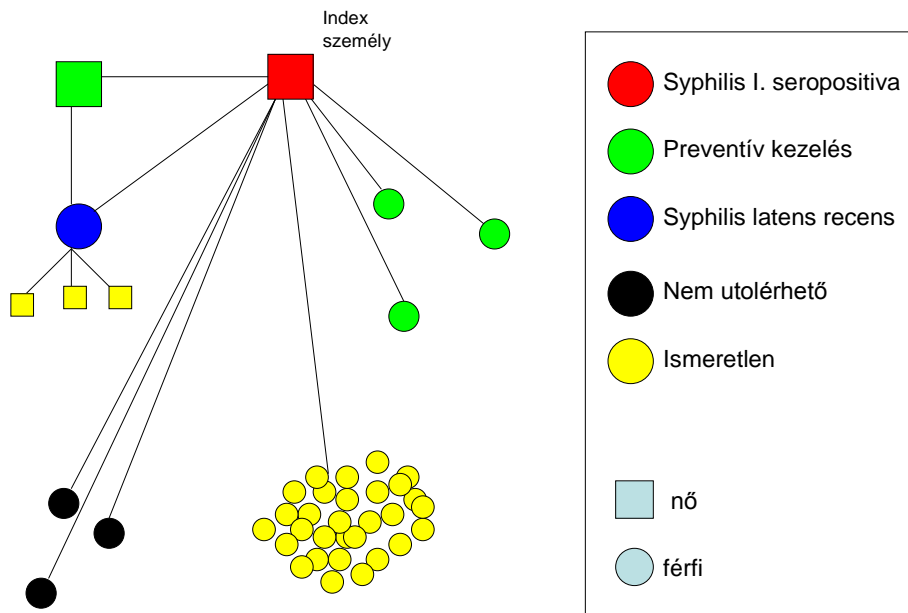 Index
személy
Syphilis I. seropositiva
Preventív kezelés
Syphilis latens recens
Nem utolérhető
Ismeretlen
nő
férfi